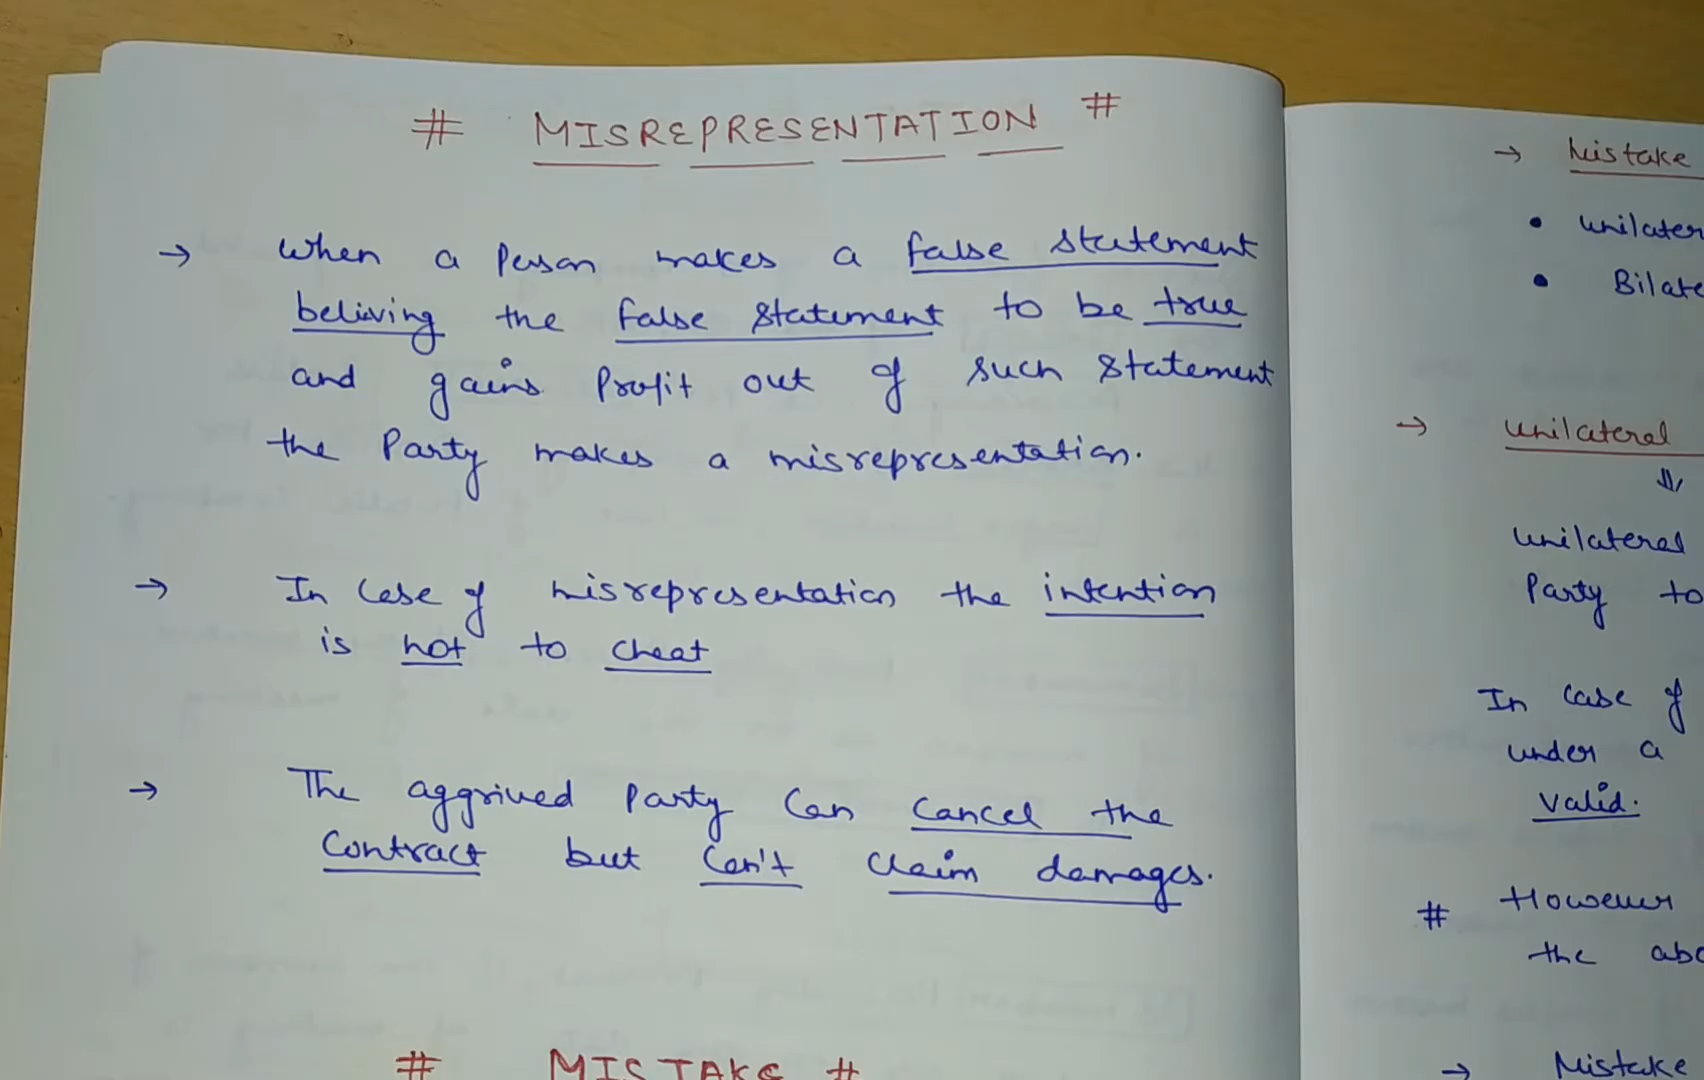 # MISREPRESENTATION #
→ When a Person makes a false statement
beliving the false statement to be true
and gains Profit out of such statement
the Party makes a misrepresentation.
→ In case of misrepresentation the intention
is not to cheat
→ The aggrived Party can cancel the
contract but can't claim damages.
# MISTAKE #
→ Mistake
• unilater
• Bilate
→ unilateral
⇓
unilateral
Party to
In case of
under a
valid.
# However
the abo
→ Mistake